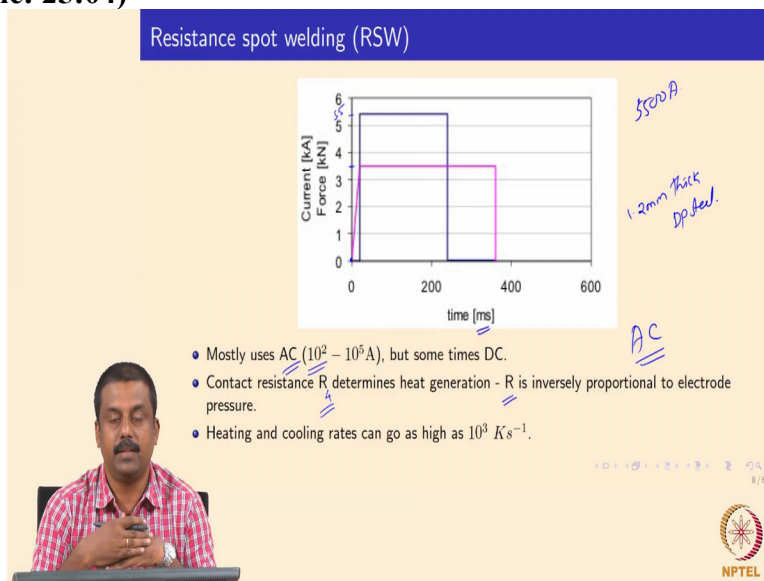 Resistance spot welding (RSW)
5500 A
6
5.5
5
4
3
2
1
0
Current [kA]
Force [kN]
0 200 400 600
time [ms]
1.2mm thick
DP steel.
AC
• Mostly uses AC (10² − 10⁵A), but some times DC.
• Contact resistance R determines heat generation - R is inversely proportional to electrode
pressure.
• Heating and cooling rates can go as high as 10³ Ks⁻¹.
NPTEL